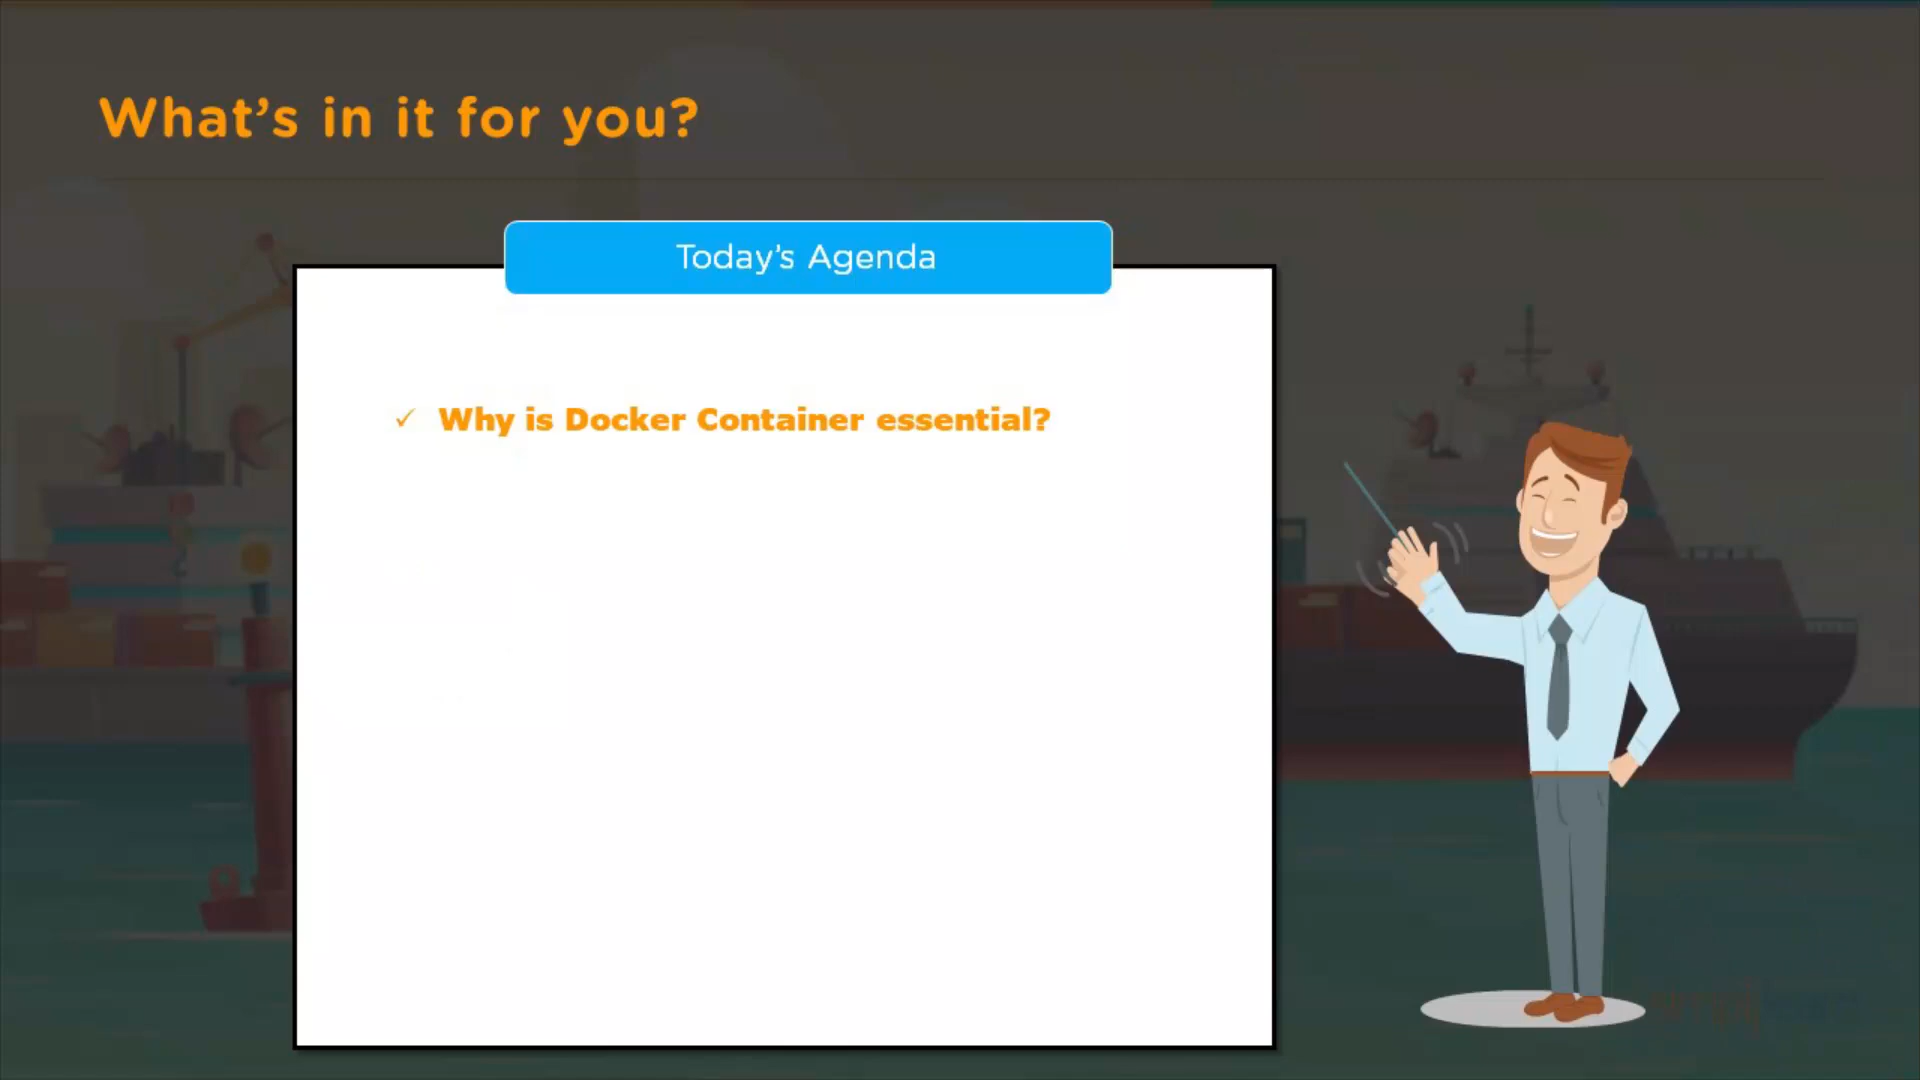 What's in it for you?
Today's Agenda
✓ Why is Docker Container essential?